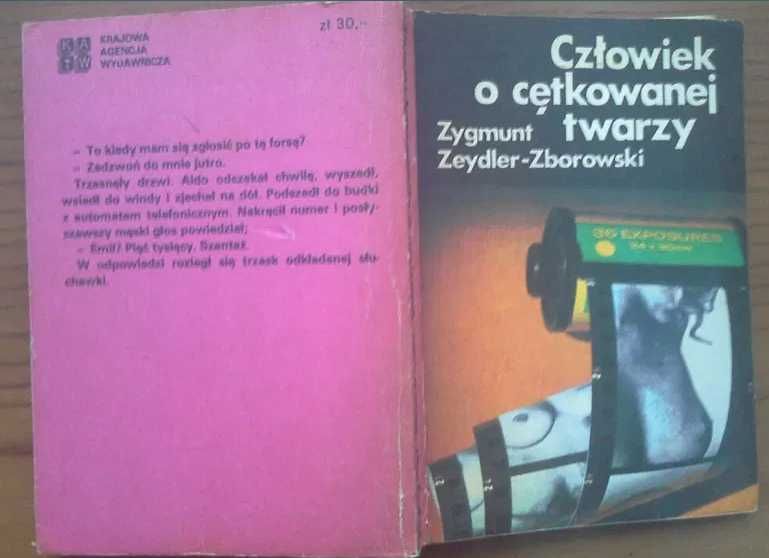 KAW
KRAJOWA
AGENCJA
WYDAWNICZA
zł 30,-
— To kiedy mam się zgłosić po tę forsę?
— Zadzwoń do mnie jutro.
Trzasnęły drzwi. Aldo odczekał chwilę, wyszedł,
wsiadł do windy i zjechał na dół. Podszedł do budki
z automatem telefonicznym. Nakręcił numer i posły-
szawszy męski głos powiedział;
— Emil? Pięć tysięcy. Szantaż.
W odpowiedzi rozległ się trzask odkładanej słu-
chawki.
Człowiek
o cętkowanej
twarzy
Zygmunt
Zeydler-Zborowski
36 EXPOSURES